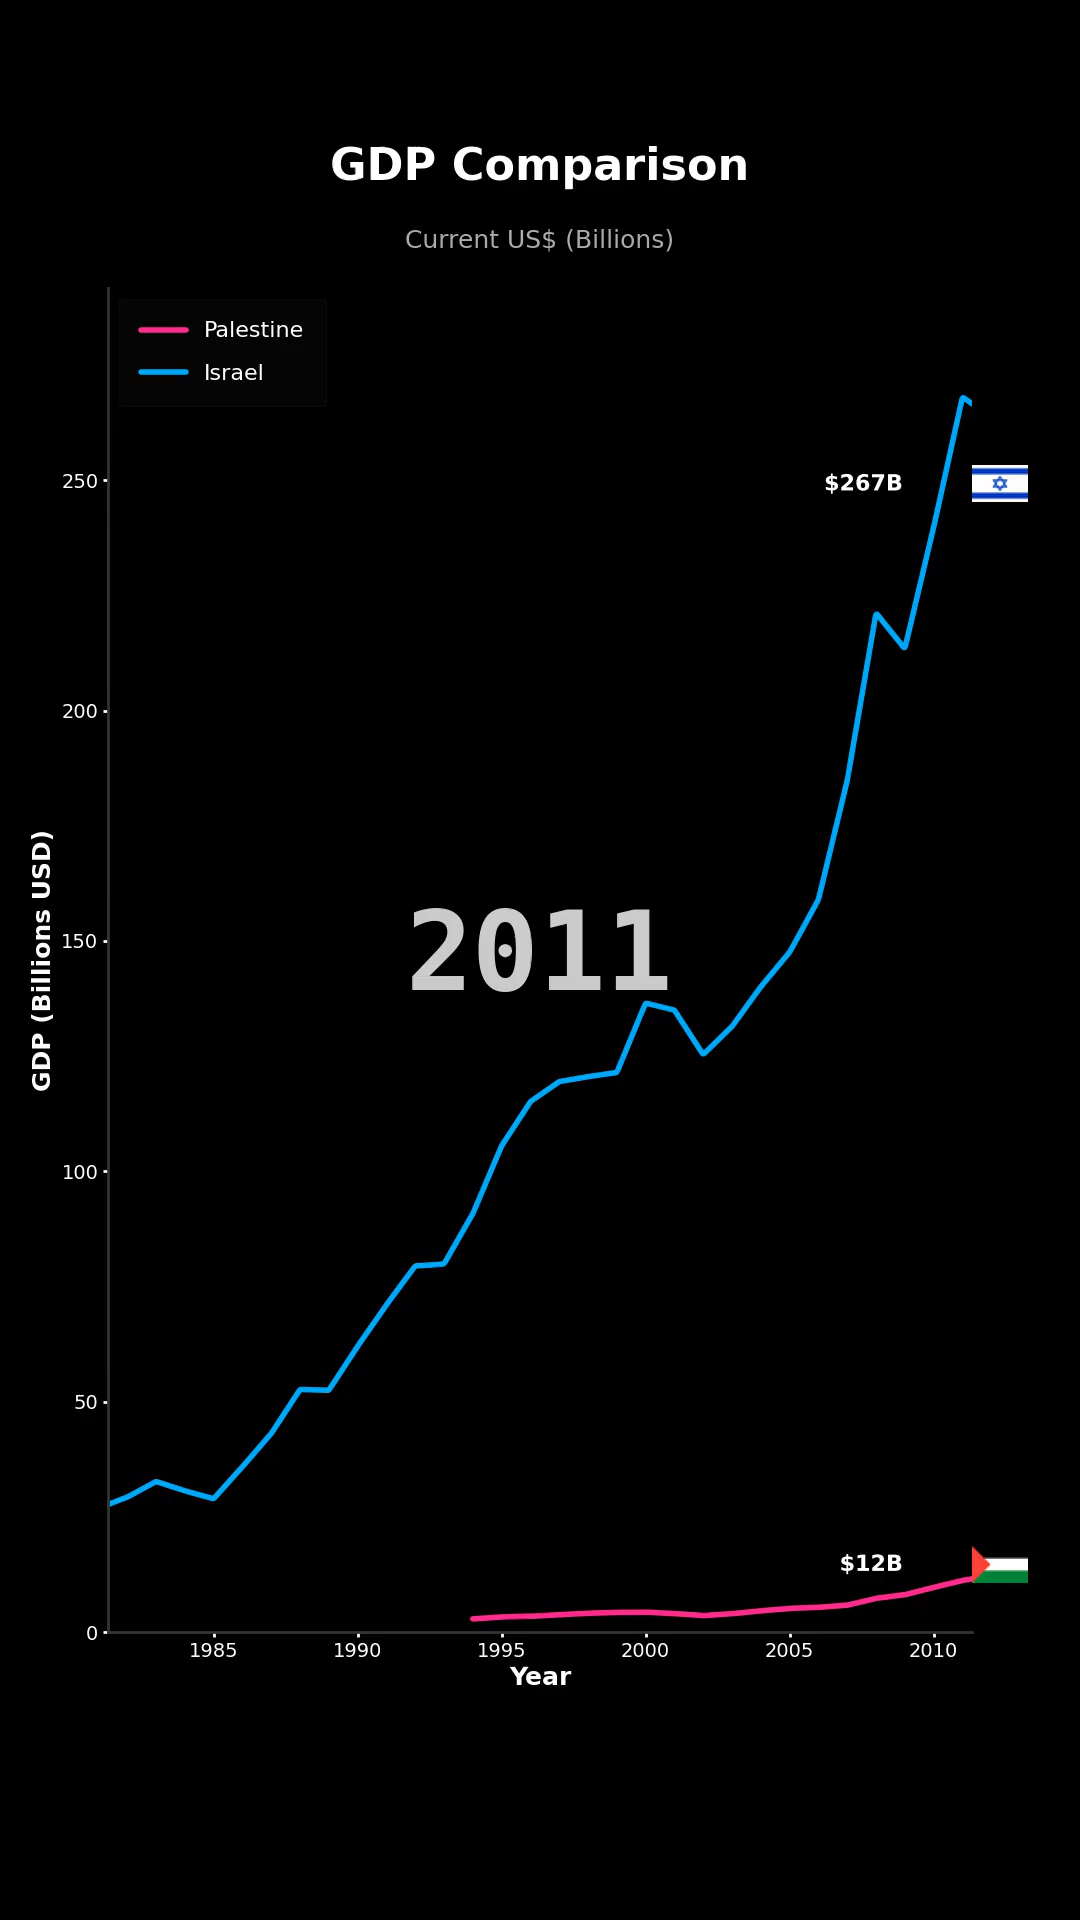 GDP Comparison
Current US$ (Billions)
Palestine
Israel
250
$267B
200
GDP (Billions USD)
2011
150
100
50
$12B
0
1985 1990 1995 2000 2005 2010
Year